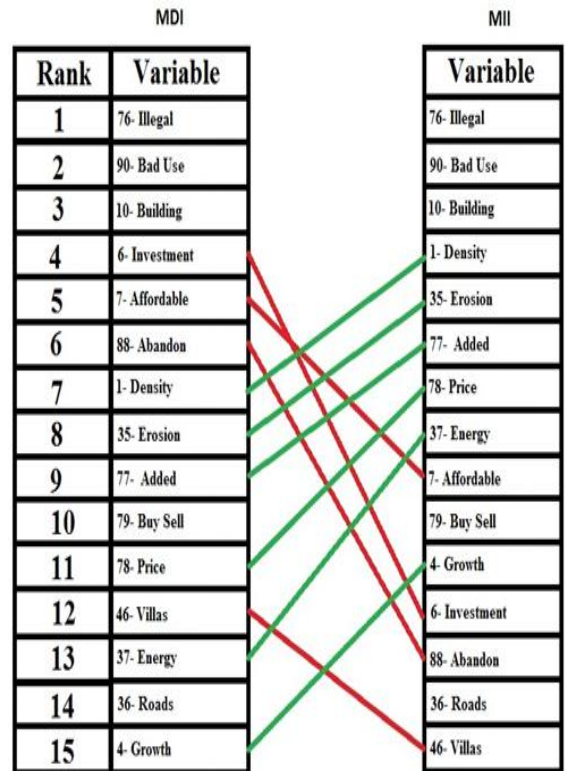 MDI
MII
Rank Variable
Variable
1 76- Illegal
76- Illegal
2 90- Bad Use
90- Bad Use
3 10- Building
10- Building
4 6- Investment
1- Density
5 7- Affordable
35- Erosion
6 88- Abandon
77- Added
7 1- Density
78- Price
8 35- Erosion
37- Energy
9 77- Added
7- Affordable
10 79- Buy Sell
79- Buy Sell
11 78- Price
4- Growth
12 46- Villas
6- Investment
13 37- Energy
88- Abandon
14 36- Roads
36- Roads
15 4- Growth
46- Villas